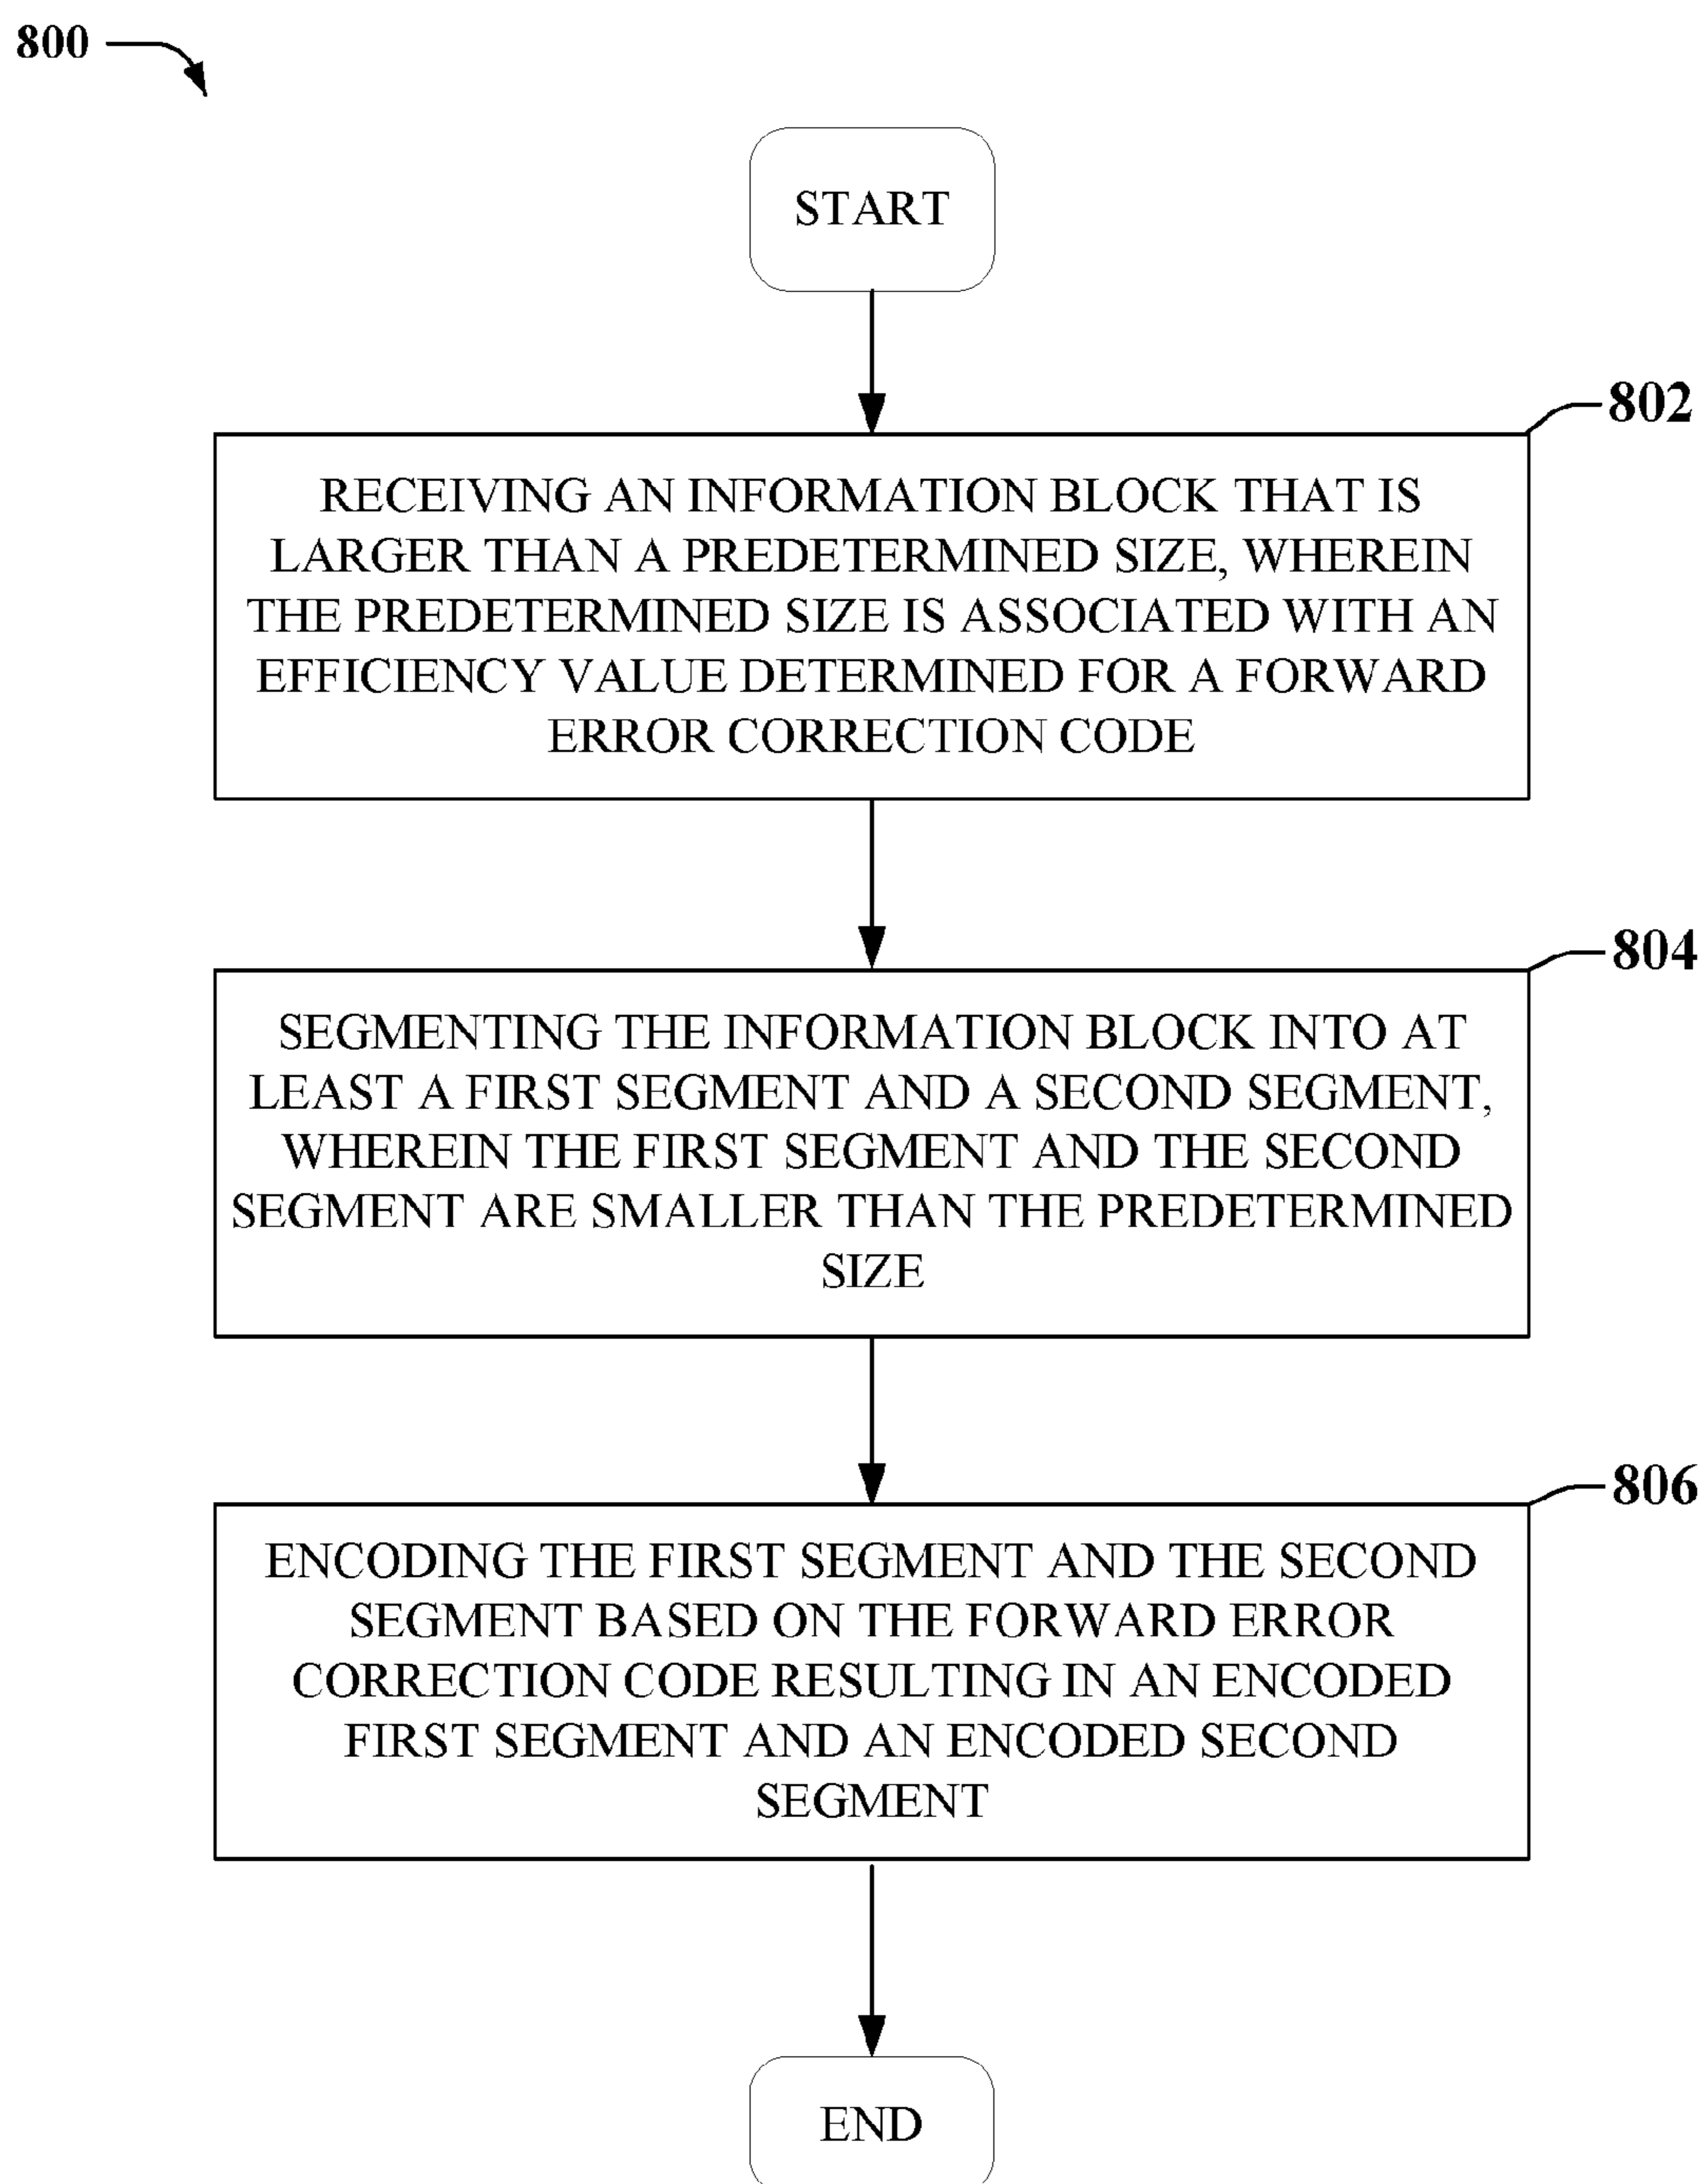 800
START
802
RECEIVING AN INFORMATION BLOCK THAT IS
LARGER THAN A PREDETERMINED SIZE, WHEREIN
THE PREDETERMINED SIZE IS ASSOCIATED WITH AN
EFFICIENCY VALUE DETERMINED FOR A FORWARD
ERROR CORRECTION CODE
804
SEGMENTING THE INFORMATION BLOCK INTO AT
LEAST A FIRST SEGMENT AND A SECOND SEGMENT,
WHEREIN THE FIRST SEGMENT AND THE SECOND
SEGMENT ARE SMALLER THAN THE PREDETERMINED
SIZE
806
ENCODING THE FIRST SEGMENT AND THE SECOND
SEGMENT BASED ON THE FORWARD ERROR
CORRECTION CODE RESULTING IN AN ENCODED
FIRST SEGMENT AND AN ENCODED SECOND
SEGMENT
END